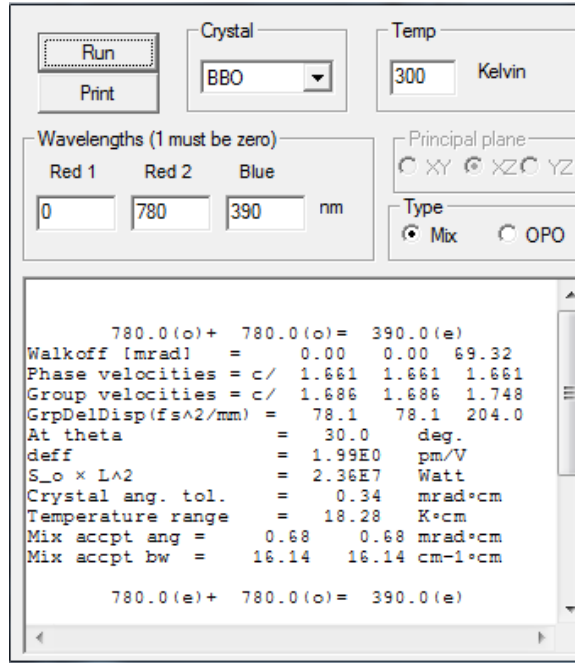 Run
Print
Crystal
BBO
Temp
300 Kelvin
Wavelengths (1 must be zero)
Red 1 Red 2 Blue
0 780 390 nm
Principal plane
XY XZ YZ
Type
Mix OPO
780.0(o)+ 780.0(o)= 390.0(e)
Walkoff [mrad] = 0.00 0.00 69.32
Phase velocities = c/ 1.661 1.661 1.661
Group velocities = c/ 1.686 1.686 1.748
GrpDelDisp(fs^2/mm) = 78.1 78.1 204.0
At theta = 30.0 deg.
deff = 1.99E0 pm/V
S_o × L^2 = 2.36E7 Watt
Crystal ang. tol. = 0.34 mrad∘cm
Temperature range = 18.28 K∘cm
Mix accpt ang = 0.68 0.68 mrad∘cm
Mix accpt bw = 16.14 16.14 cm-1∘cm
780.0(e)+ 780.0(o)= 390.0(e)